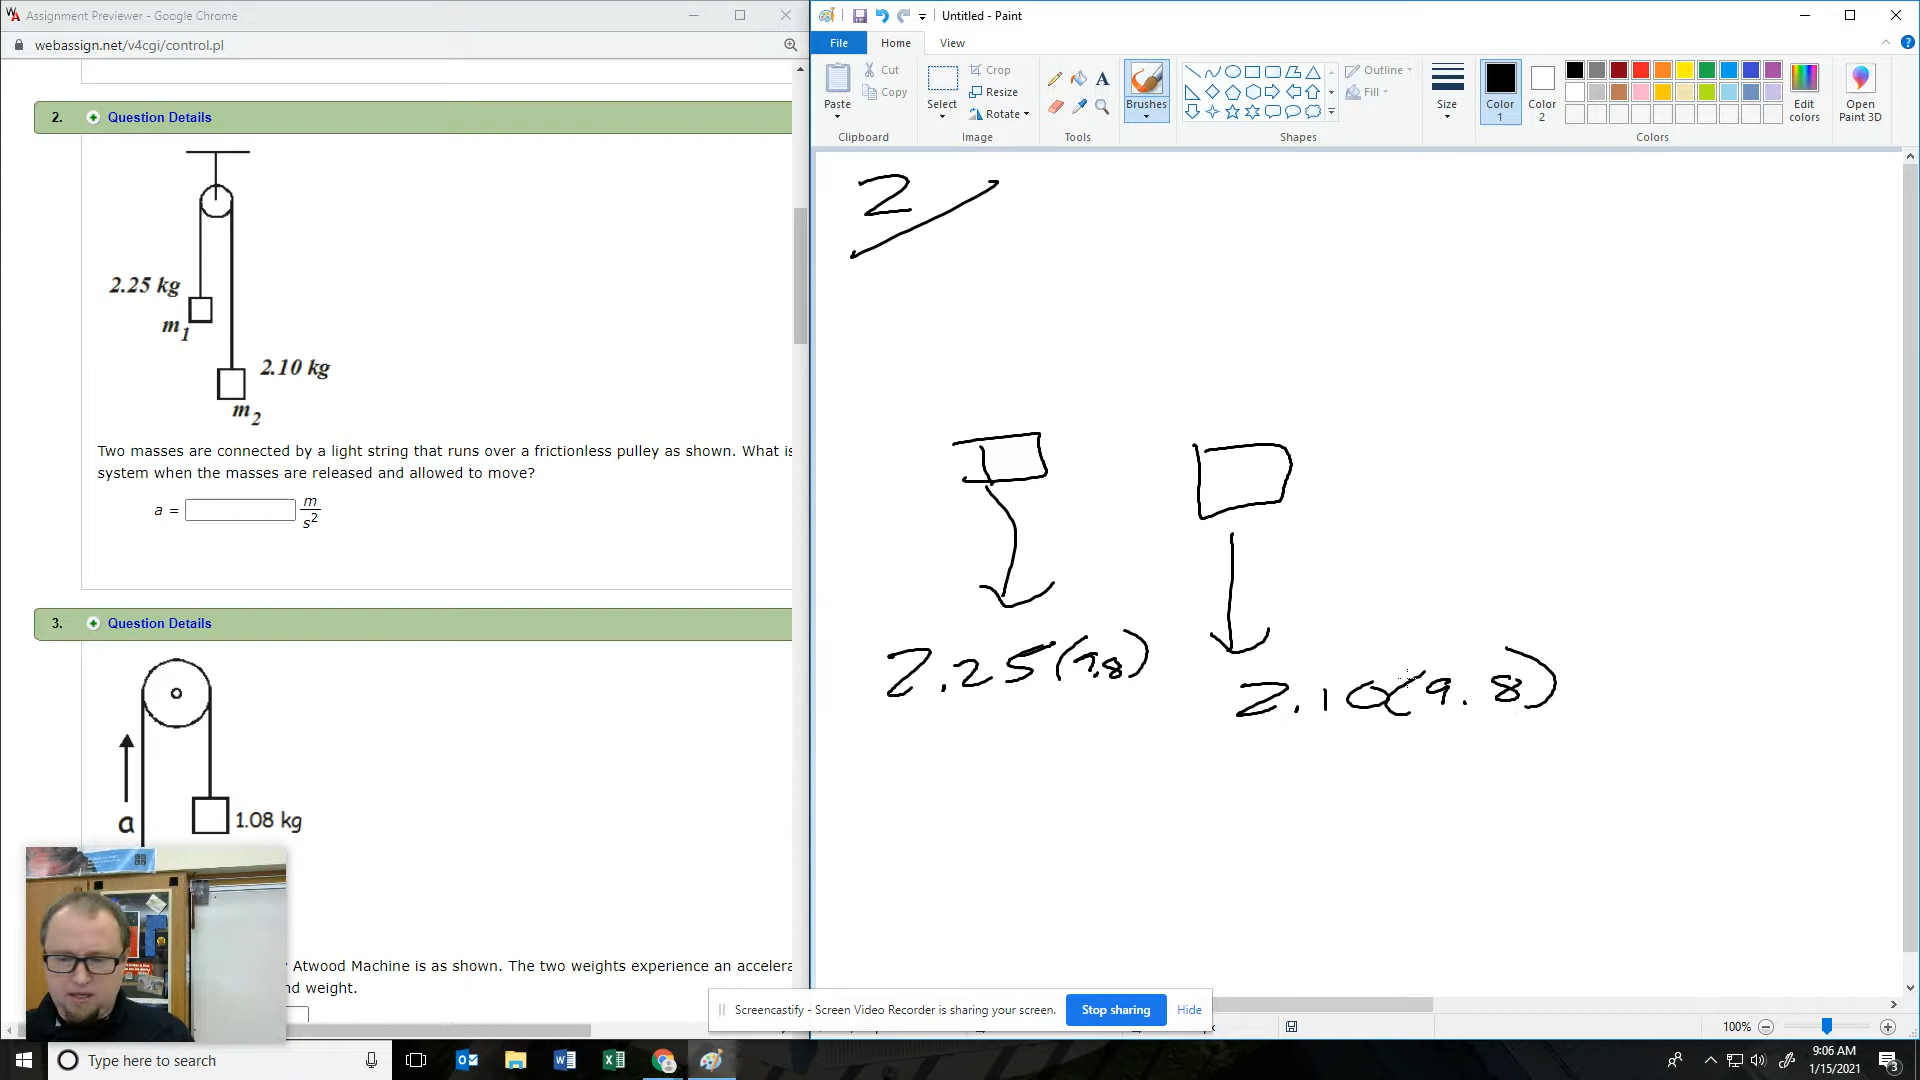 Assignment Previewer - Google Chrome
webassign.net/v4cgi/control.pl
2. Question Details
2.25 kg
m1
2.10 kg
m2
Two masses are connected by a light string that runs over a frictionless pulley as shown. What is
system when the masses are released and allowed to move?
a = m
s2
3. Question Details
a
1.08 kg
Atwood Machine is as shown. The two weights experience an accelera
nd weight.
Untitled - Paint
File Home View
Paste
Cut
Copy
Clipboard
Select
Crop
Resize
Rotate
Image
A
Tools
Brushes
Outline
Fill
Shapes
Size
Color
1
Color
2
Edit
colors
Colors
Open
Paint 3D
2
2.25(9.8)
2.10(9.8)
Screencastify - Screen Video Recorder is sharing your screen.
Stop sharing
Hide
100%
Type here to search
9:06 AM
1/15/2021
3